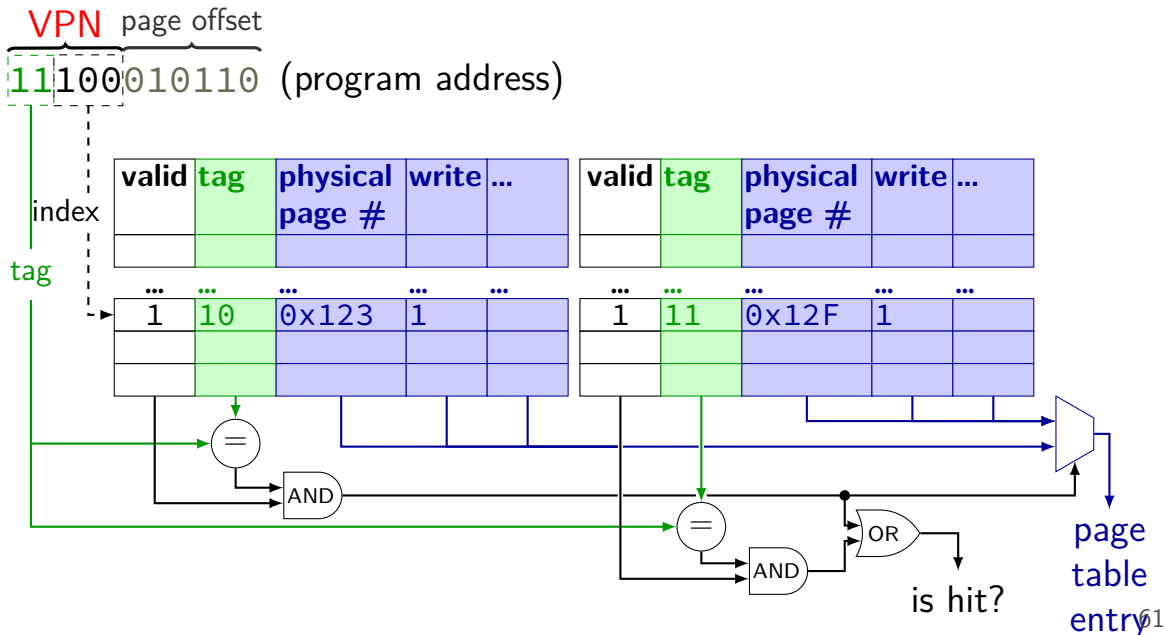 VPN page offset
11100010110 (program address)
valid tag physical page # write ... valid tag physical page # write ...
index
tag
... ... ... ... ... ... ... ... ... ...
1 10 0x123 1 1 11 0x12F 1
=
AND
=
OR
AND
is hit?
page
table
entry
61